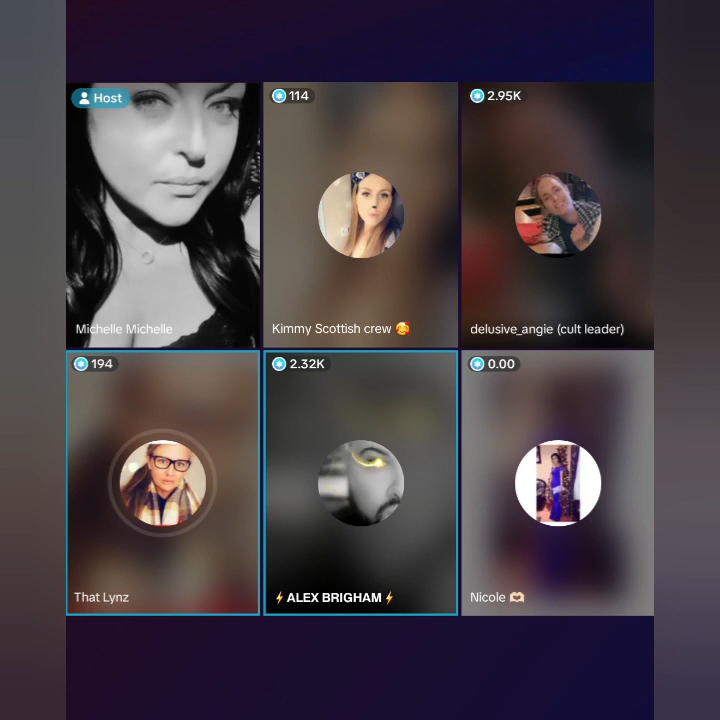 Host
114
2.95K
Michelle Michelle
Kimmy Scottish crew 🥰
delusive_angie (cult leader)
194
2.32K
0.00
That Lynz
⚡ALEX BRIGHAM⚡
Nicole 🫶🏻